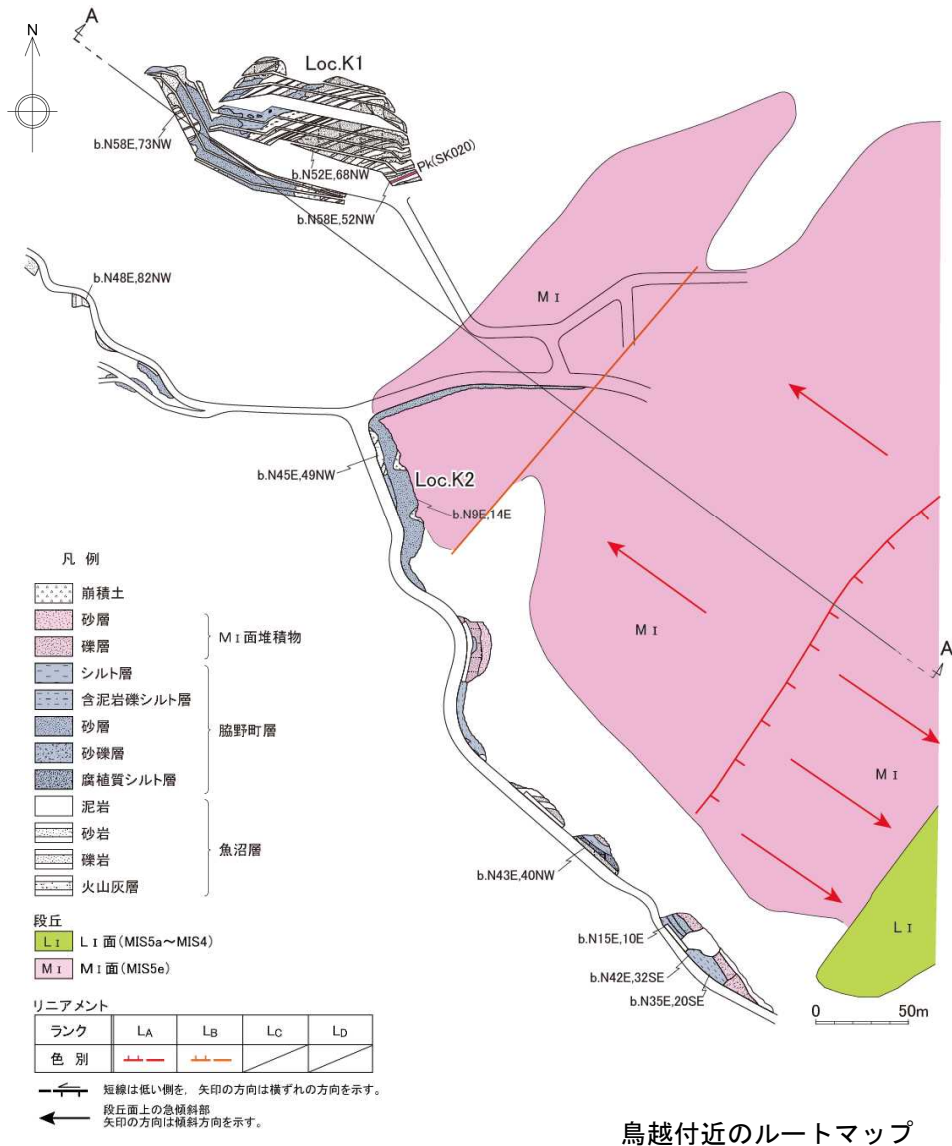 N
A
Loc.K1
b.N58E,73NW
Pk(SK020)
b.N52E,68NW
b.N58E,52NW
b.N48E,82NW
MⅠ
b.N45E,49NW
Loc.K2
b.N9E,14E
MⅠ
A
MⅠ
b.N43E,40NW
b.N15E,10E
b.N42E,32SE
b.N35E,20SE
LⅠ
0 50m
凡 例
崩積土
砂層
礫層
MⅠ面堆積物
シルト層
含泥岩礫シルト層
砂層
砂礫層
腐植質シルト層
脇野町層
泥岩
砂岩
礫岩
火山灰層
魚沼層
段丘
LⅠ LⅠ面(MIS5a～MIS4)
MⅠ MⅠ面(MIS5e)
リニアメント
ランク LA LB LC LD
色 別
短線は低い側を, 矢印の方向は横ずれの方向を示す。
段丘面上の急傾斜部
矢印の方向は傾斜方向を示す。
鳥越付近のルートマップ